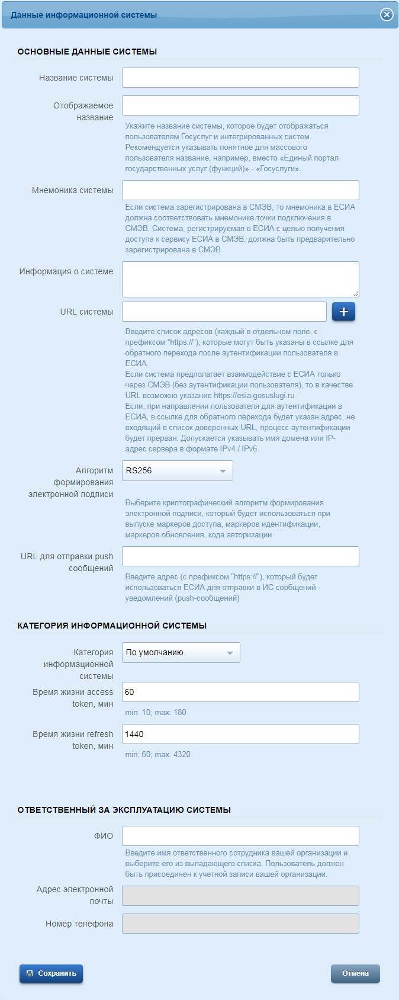 Данные информационной системы
ОСНОВНЫЕ ДАННЫЕ СИСТЕМЫ
Название системы
Отображаемое
название
Укажите название системы, которое будет отображаться
пользователям Госуслуг и интегрированных систем.
Рекомендуется указывать понятное для массового
пользователя название, например, вместо «Единый портал
государственных услуг (функций)» - «Госуслуги».
Мнемоника системы
Если система зарегистрирована в СМЭВ, то мнемоника в ЕСИА
должна соответствовать мнемонике точки подключения в
СМЭВ. Система, регистрируемая в ЕСИА с целью получения
доступа к сервису ЕСИА в СМЭВ, должна быть предварительно
зарегистрирована в СМЭВ
Информация о системе
URL системы
Введите список адресов (каждый в отдельном поле, с
префиксом “https://”), которые могут быть указаны в ссылке для
обратного перехода после аутентификации пользователя в
ЕСИА.
Если система предполагает взаимодействие с ЕСИА только
через СМЭВ (без аутентификации пользователя), то в качестве
URL возможно указание https://esia.gosuslugi.ru
Если, при направлении пользователя для аутентификации в
ЕСИА, в ссылке для обратного перехода будет указан адрес, не
входящий в список доверенных URL, процесс аутентификации
будет прерван. Допускается указывать имя домена или IP-
адрес сервера в формате IPv4 / IPv6.
Алгоритм
формирования
электронной подписи
RS256
Выберите криптографический алгоритм формирования
электронной подписи, который будет использоваться при
выпуске маркеров доступа, маркеров идентификации,
маркеров обновления, кода авторизации
URL для отправки push
сообщений
Введите адрес (с префиксом "https://"), который будет
использоваться ЕСИА для отправки в ИС сообщений -
уведомлений (push-сообщений)
КАТЕГОРИЯ ИНФОРМАЦИОННОЙ СИСТЕМЫ
Категория
информационной
системы
По умолчанию
Время жизни access
token, мин
60
min: 10; max: 180
Время жизни refresh
token, мин
1440
min: 60; max: 4320
ОТВЕТСТВЕННЫЙ ЗА ЭКСПЛУАТАЦИЮ СИСТЕМЫ
ФИО
Введите имя ответственного сотрудника вашей организации и
выберите его из выпадающего списка. Пользователь должен
быть присоединен к учетной записи вашей организации.
Адрес электронной
почты
Номер телефона
Сохранить
Отмена